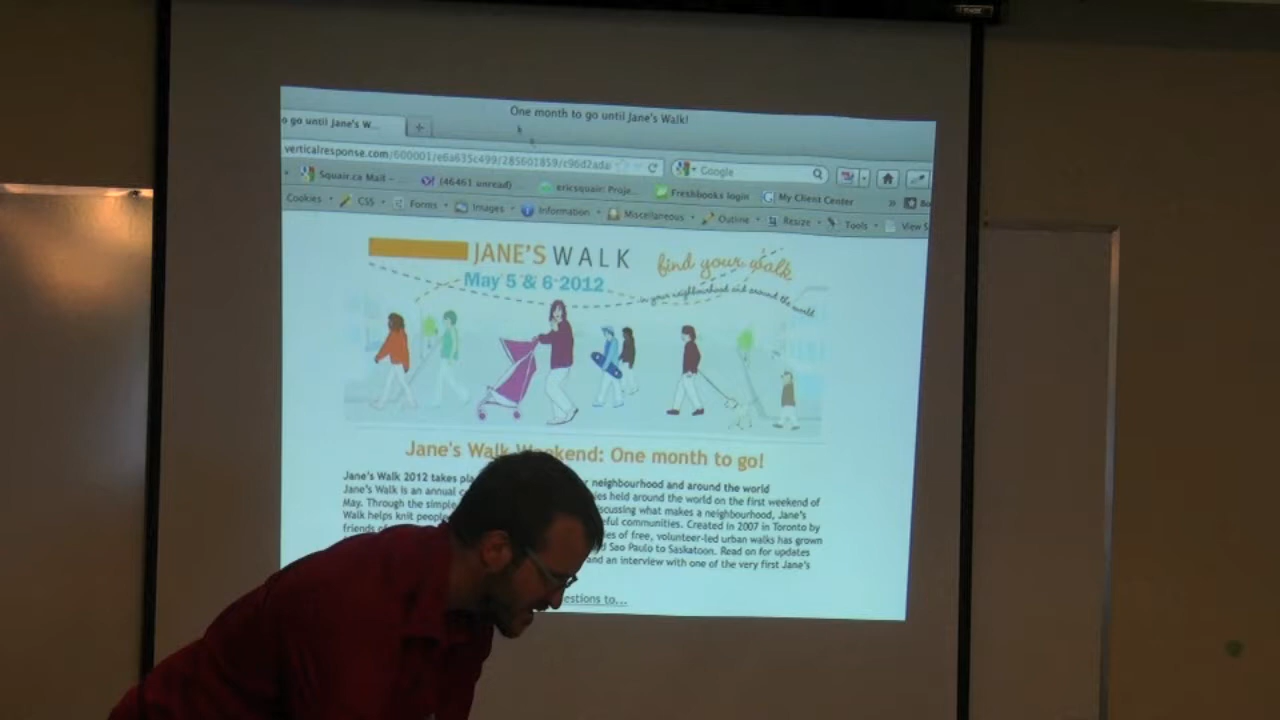 One month to go until Jane's Walk!
o go until Jane's W...
verticalresponse.com/600001/e6a635c499/285601859/c96d2ada
Google
Squair.ca Mail –
(46461 unread)
ericsquair: Proje...
Freshbooks login
My Client Center
»
Cookies
CSS
Forms
Images
Information
Miscellaneous
Outline
Resize
Tools
View S
JANE'S WALK
find your walk
May 5 & 6 2012
in your neighbourhood and around the world
Jane's Walk Weekend: One month to go!
Jane's Walk 2012 takes neighbourhood and around the world
Jane's Walk is an annual held around the world on the first weekend of
May. Through the simple discussing what makes a neighbourhood, Jane's
Walk helps knit people communities. Created in 2007 in Toronto by
friends of free, volunteer-led urban walks has grown
Sao Paulo to Saskatoon. Read on for updates
and an interview with one of the very first Jane's
estions to...